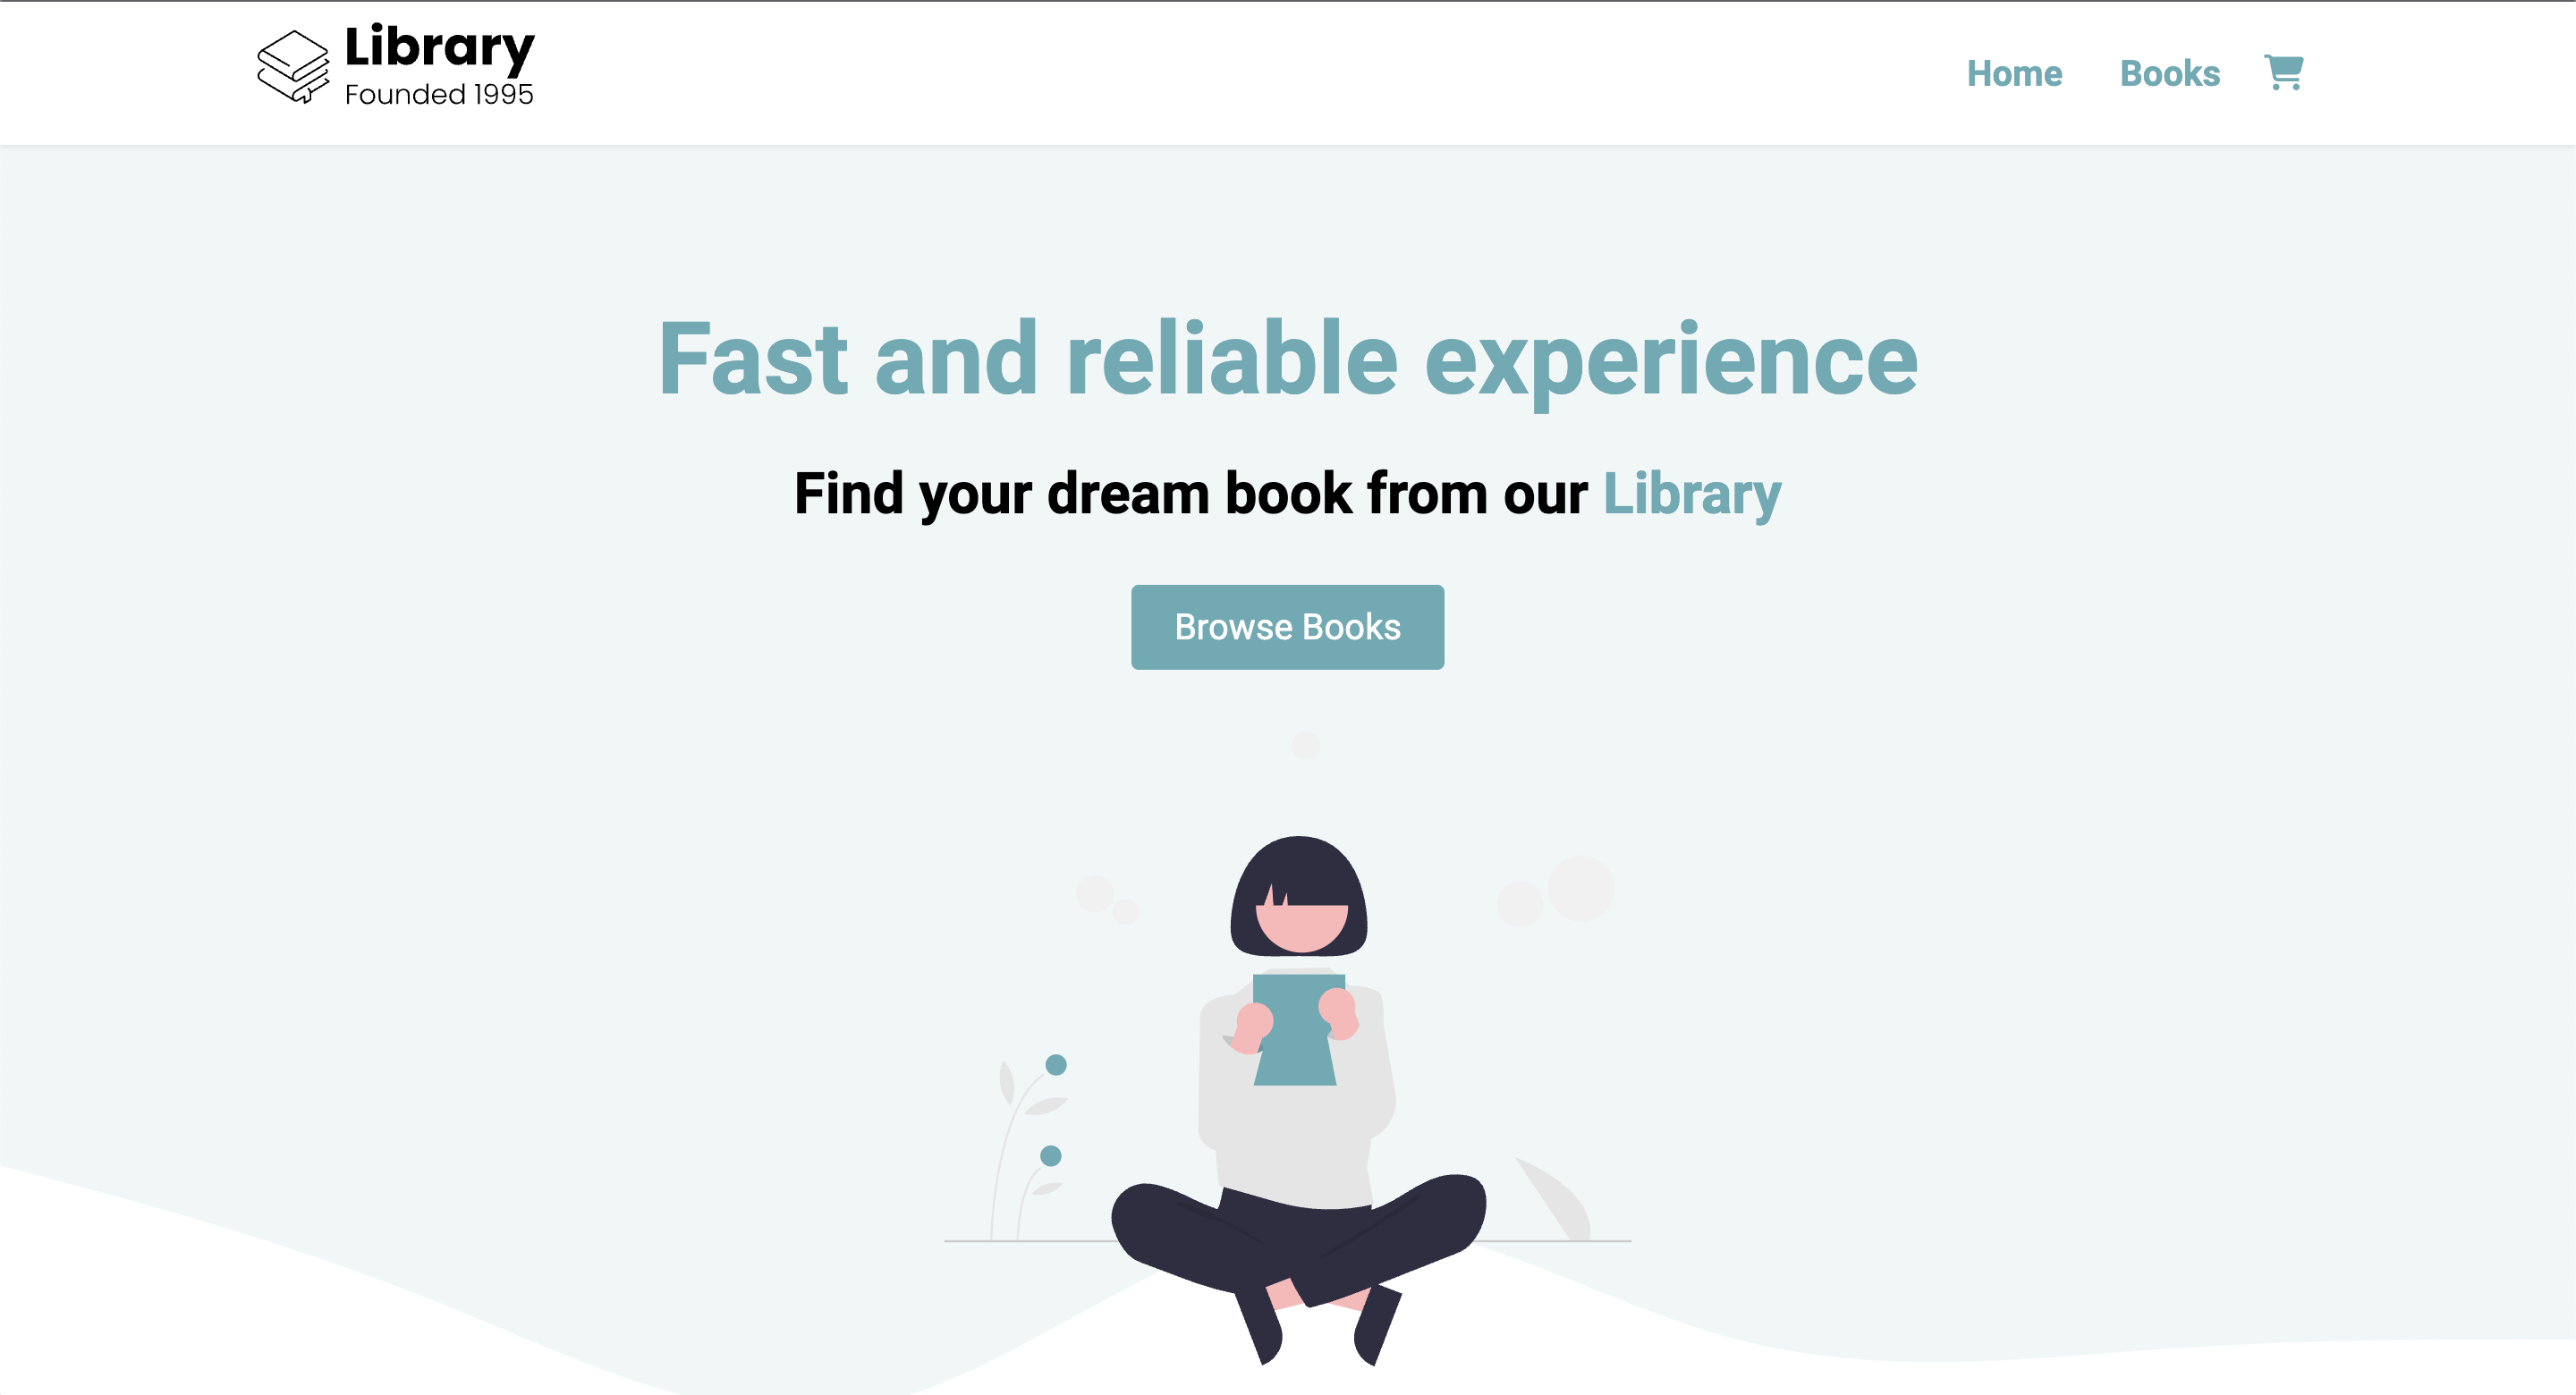 Library
Founded 1995
Home
Books
Fast and reliable experience
Find your dream book from our Library
Browse Books